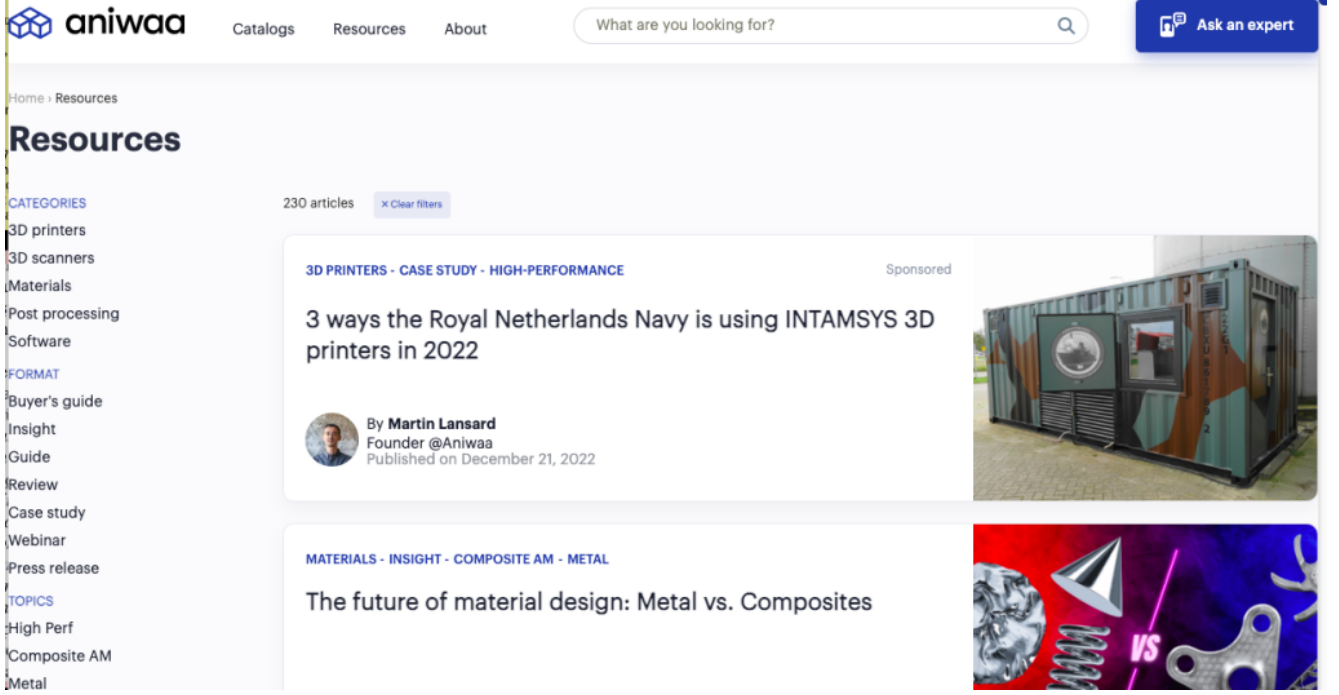 aniwaa
Catalogs
Resources
About
What are you looking for?
Ask an expert
Home › Resources
Resources
CATEGORIES
3D printers
3D scanners
Materials
Post processing
Software
FORMAT
Buyer's guide
Insight
Guide
Review
Case study
Webinar
Press release
TOPICS
High Perf
Composite AM
Metal
230 articles
× Clear filters
3D PRINTERS - CASE STUDY - HIGH-PERFORMANCE
Sponsored
3 ways the Royal Netherlands Navy is using INTAMSYS 3D
printers in 2022
By Martin Lansard
Founder @Aniwaa
Published on December 21, 2022
MATERIALS - INSIGHT - COMPOSITE AM - METAL
The future of material design: Metal vs. Composites
VS